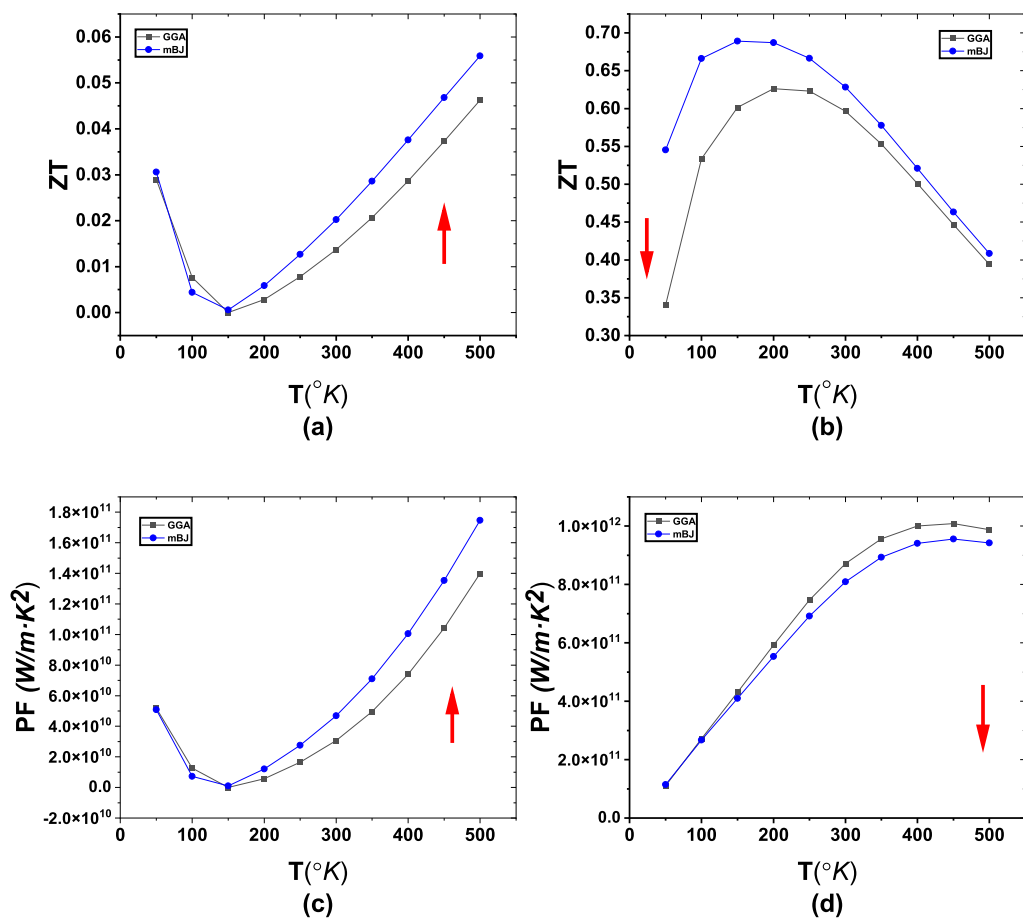 GGA
mBJ
ZT
0.06
0.05
0.04
0.03
0.02
0.01
0.00
0 100 200 300 400 500
T(°K)
(a)
GGA
mBJ
ZT
0.70
0.65
0.60
0.55
0.50
0.45
0.40
0.35
0.30
0 100 200 300 400 500
T(°K)
(b)
GGA
mBJ
PF (W/m·K²)
1.8×10¹¹
1.6×10¹¹
1.4×10¹¹
1.2×10¹¹
1.0×10¹¹
8.0×10¹⁰
6.0×10¹⁰
4.0×10¹⁰
2.0×10¹⁰
0.0
-2.0×10¹⁰
0 100 200 300 400 500
T(°K)
(c)
GGA
mBJ
PF (W/m·K²)
1.0×10¹²
8.0×10¹¹
6.0×10¹¹
4.0×10¹¹
2.0×10¹¹
0.0
0 100 200 300 400 500
T(°K)
(d)